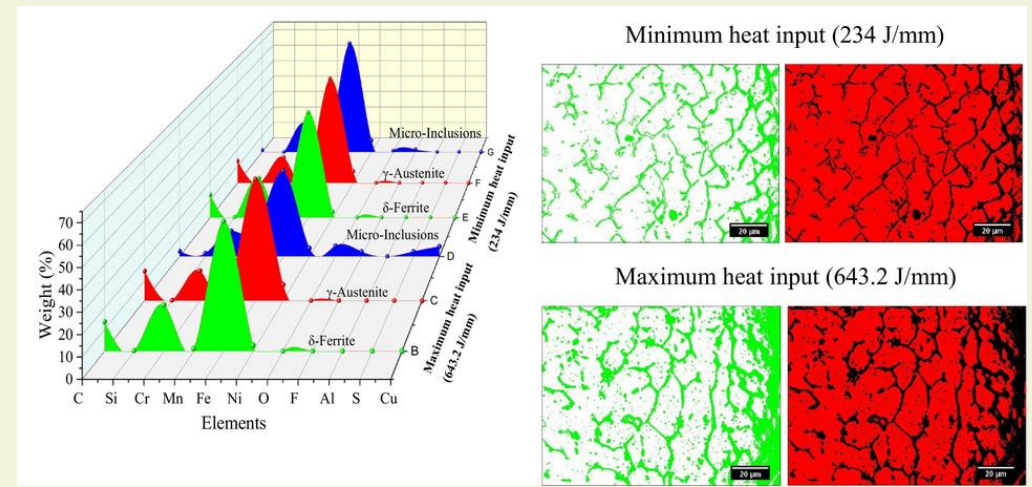 Minimum heat input (234 J/mm)
Micro-Inclusions
G
γ-Austenite
F
δ-Ferrite
E
Minimum heat input
(234 J/mm)
Micro-Inclusions
D
γ-Austenite
C
δ-Ferrite
B
Maximum heat input
(643.2 J/mm)
Weight (%)
70
60
50
40
30
20
10
0
C Si Cr Mn Fe Ni O F Al S Cu
Elements
20 µm
20 µm
Maximum heat input (643.2 J/mm)
20 µm
20 µm